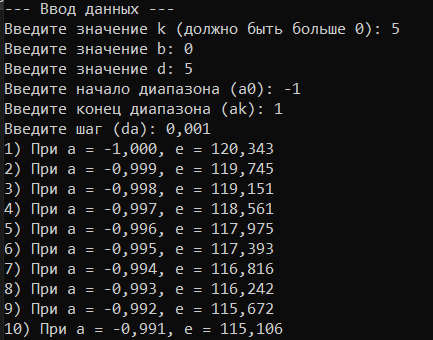 --- Ввод данных ---
Введите значение k (должно быть больше 0): 5
Введите значение b: 0
Введите значение d: 5
Введите начало диапазона (a0): -1
Введите конец диапазона (ak): 1
Введите шаг (da): 0,001
1) При a = -1,000, e = 120,343
2) При a = -0,999, e = 119,745
3) При a = -0,998, e = 119,151
4) При a = -0,997, e = 118,561
5) При a = -0,996, e = 117,975
6) При a = -0,995, e = 117,393
7) При a = -0,994, e = 116,816
8) При a = -0,993, e = 116,242
9) При a = -0,992, e = 115,672
10) При a = -0,991, e = 115,106